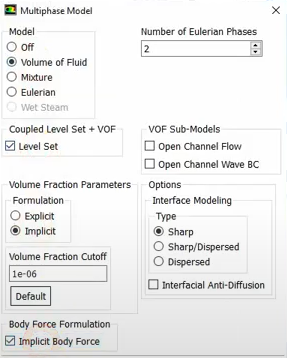 Multiphase Model
Model
Off
Volume of Fluid
Mixture
Eulerian
Wet Steam
Number of Eulerian Phases
2
Coupled Level Set + VOF
Level Set
VOF Sub-Models
Open Channel Flow
Open Channel Wave BC
Volume Fraction Parameters
Formulation
Explicit
Implicit
Volume Fraction Cutoff
1e-06
Default
Options
Interface Modeling
Type
Sharp
Sharp/Dispersed
Dispersed
Interfacial Anti-Diffusion
Body Force Formulation
Implicit Body Force